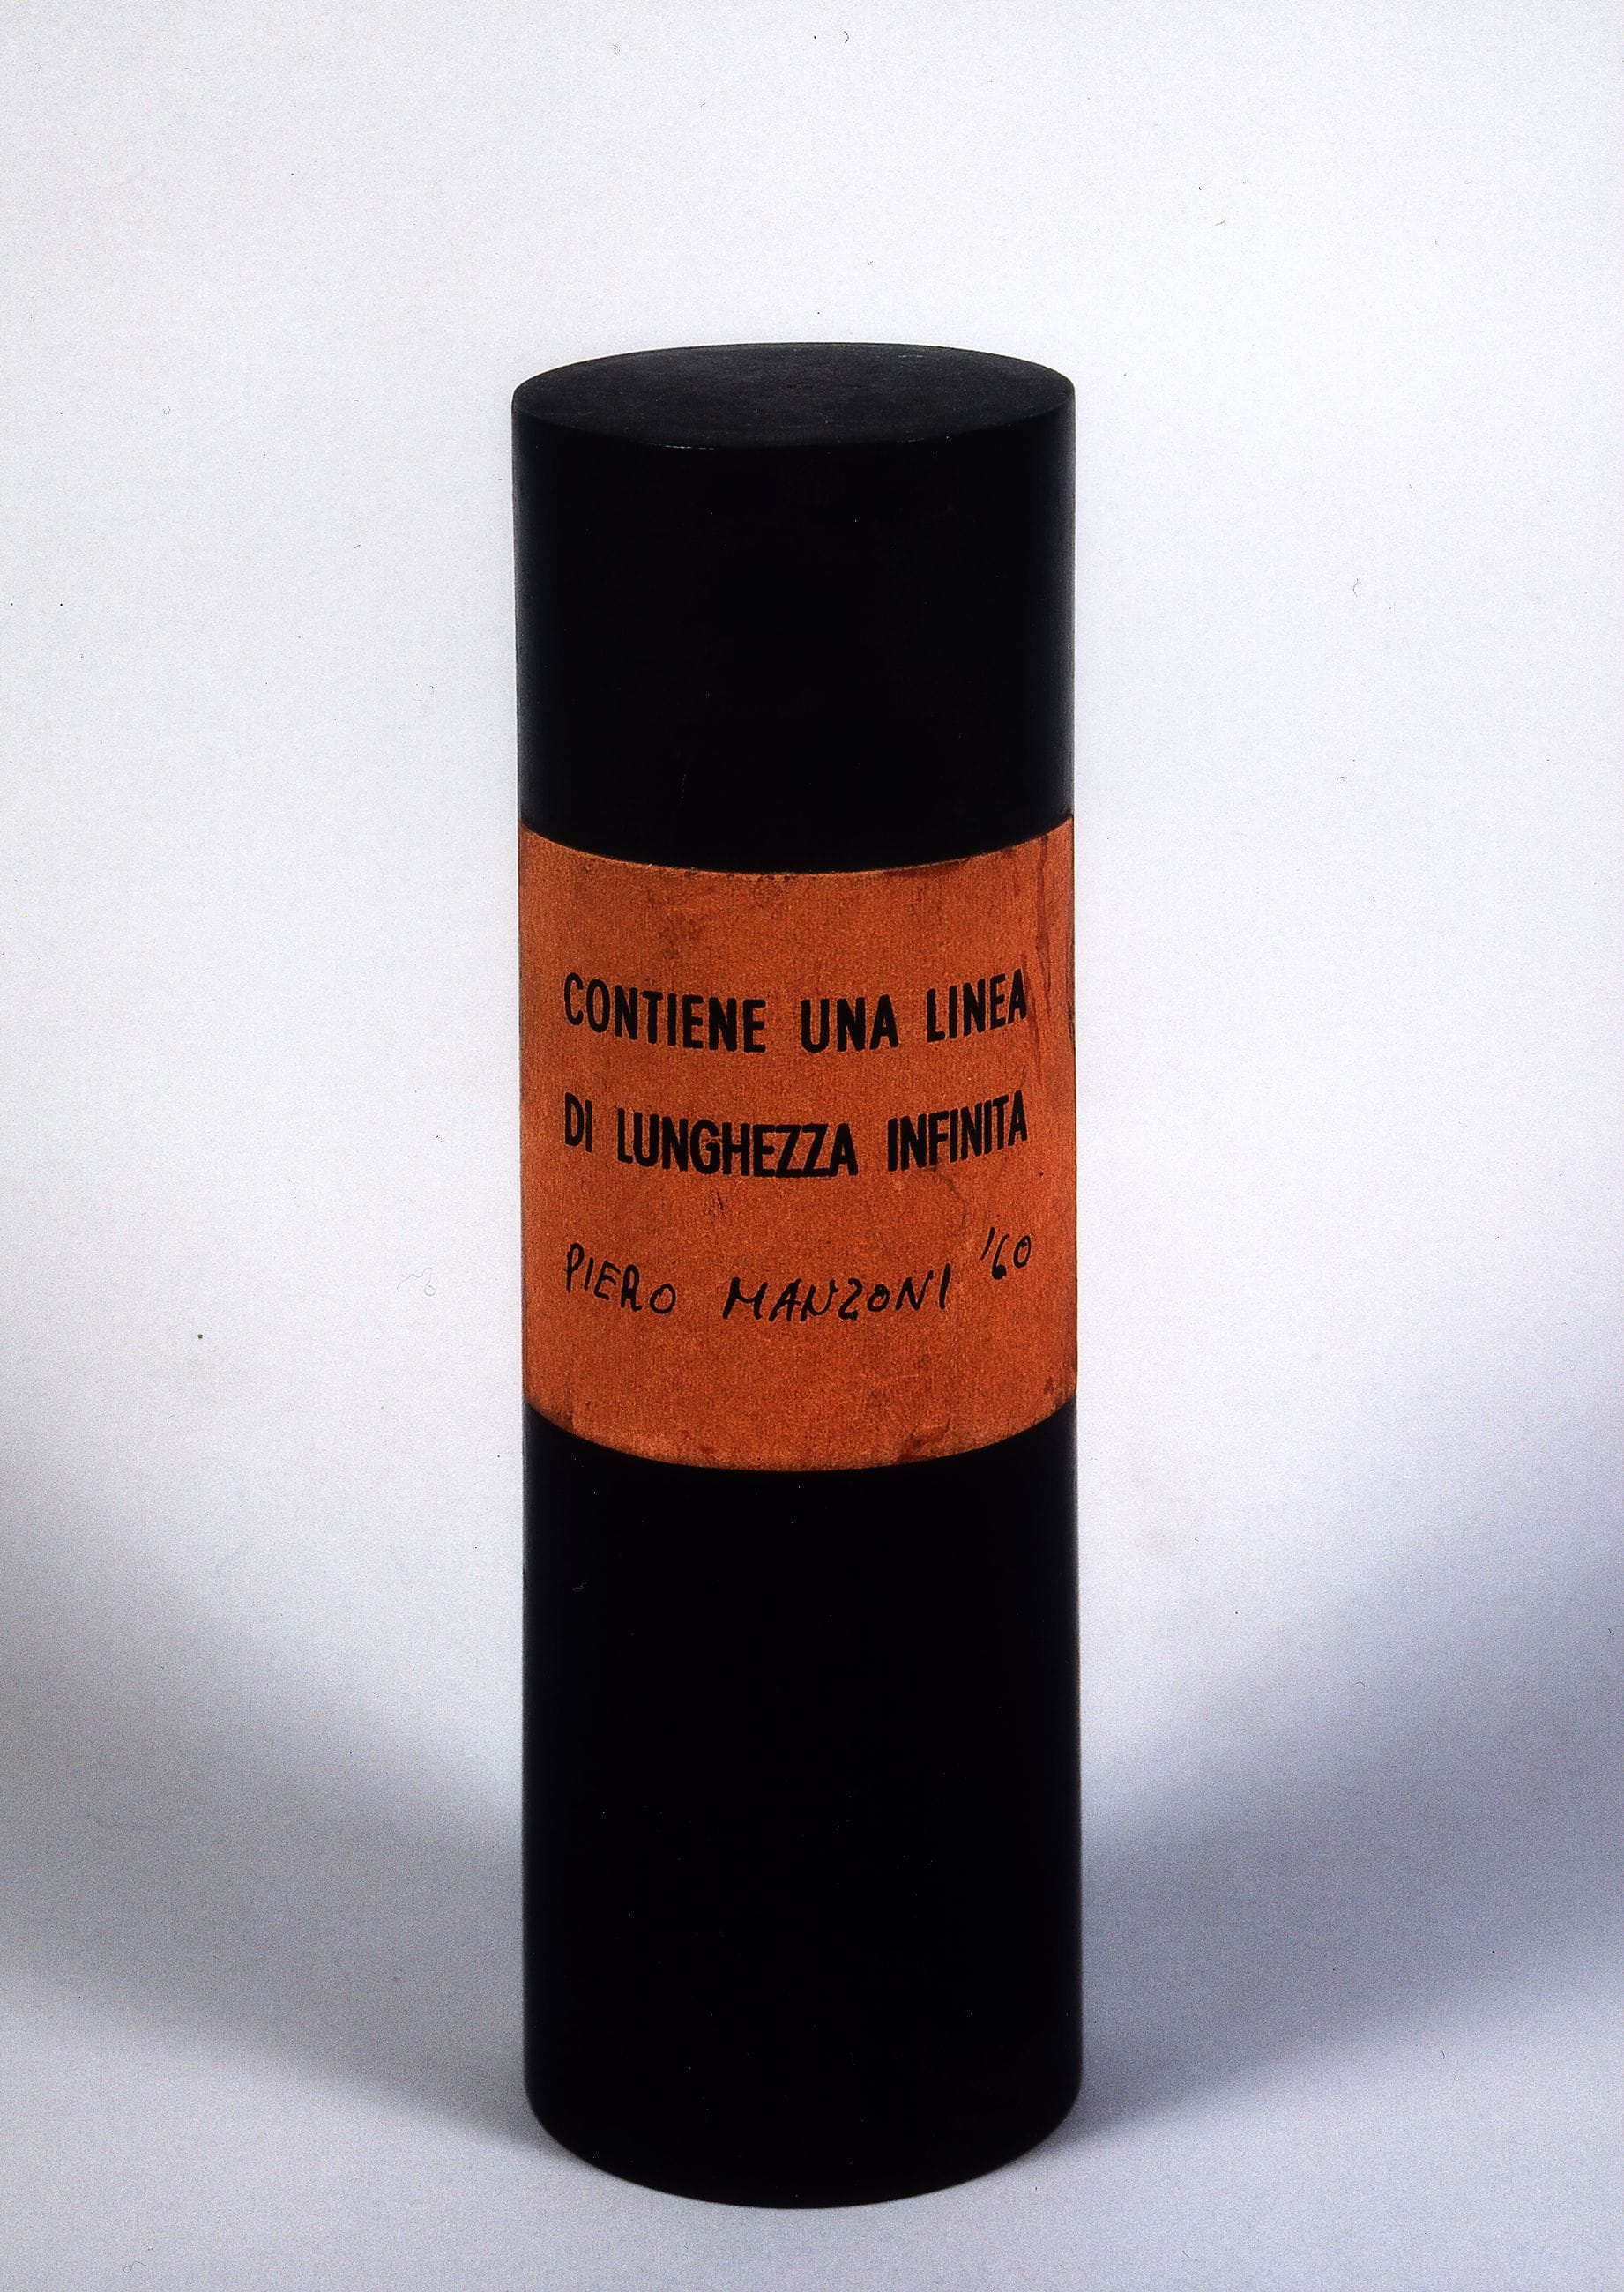 CONTIENE UNA LINEA
DI LUNGHEZZA INFINITA
PIERO MANZONI '60